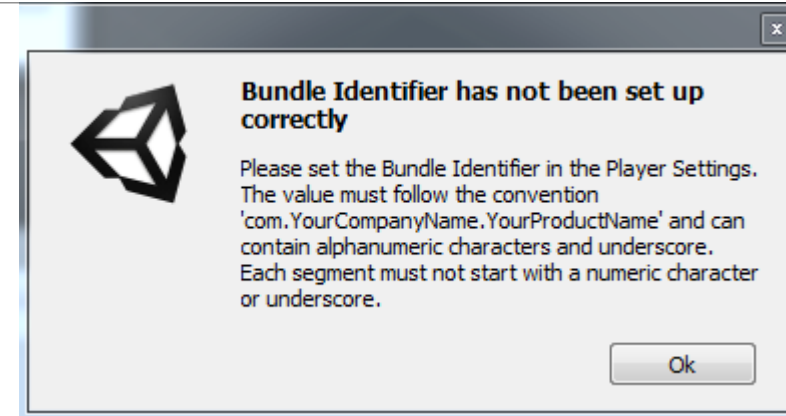 x
Bundle Identifier has not been set up
correctly
Please set the Bundle Identifier in the Player Settings.
The value must follow the convention
'com.YourCompanyName.YourProductName' and can
contain alphanumeric characters and underscore.
Each segment must not start with a numeric character
or underscore.
Ok